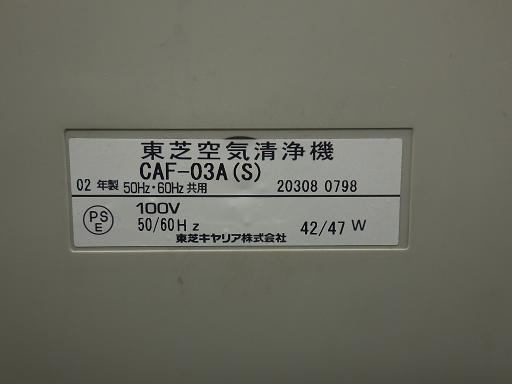 東芝空気清浄機
CAF-03A(S)
02 年製 50Hz・60Hz 共用 20308 0798
PS
E
100V
50/60Hz 42/47 W
東芝キヤリア株式会社